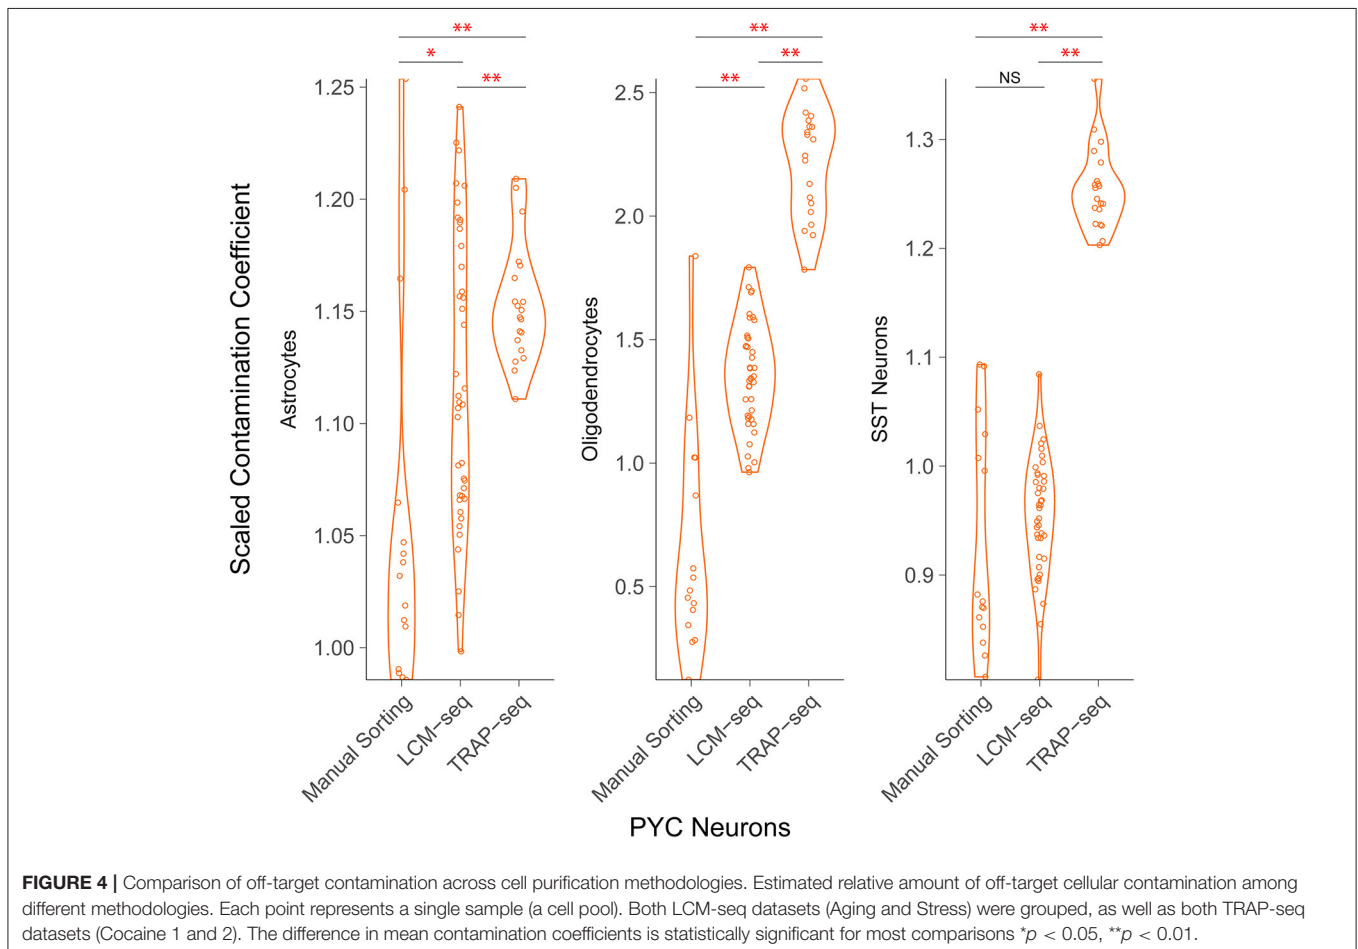 ** ** **
* ** **
** ** NS
Scaled Contamination Coefficient
Astrocytes
1.25
1.20
1.15
1.10
1.05
1.00
Manual Sorting
LCM-seq
TRAP-seq
Oligodendrocytes
2.5
2.0
1.5
1.0
0.5
Manual Sorting
LCM-seq
TRAP-seq
SST Neurons
1.3
1.2
1.1
1.0
0.9
Manual Sorting
LCM-seq
TRAP-seq
PYC Neurons
FIGURE 4 | Comparison of off-target contamination across cell purification methodologies. Estimated relative amount of off-target cellular contamination among
different methodologies. Each point represents a single sample (a cell pool). Both LCM-seq datasets (Aging and Stress) were grouped, as well as both TRAP-seq
datasets (Cocaine 1 and 2). The difference in mean contamination coefficients is statistically significant for most comparisons *p < 0.05, **p < 0.01.